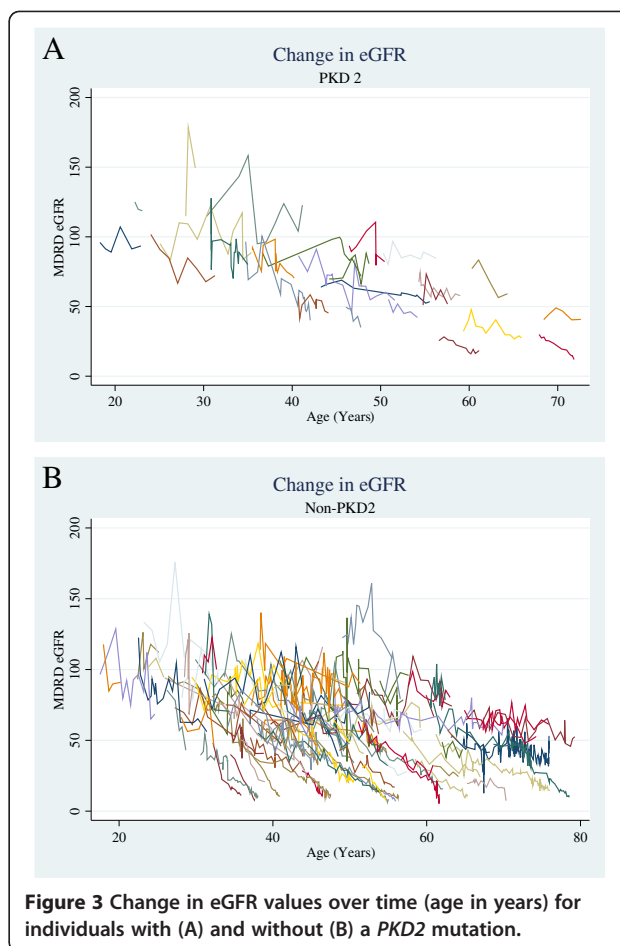 A
Change in eGFR
PKD 2
200
150
100
50
0
MDRD eGFR
20 30 40 50 60 70
Age (Years)
B
Change in eGFR
Non-PKD2
200
150
100
50
0
MDRD eGFR
20 40 60 80
Age (Years)
Figure 3 Change in eGFR values over time (age in years) for
individuals with (A) and without (B) a PKD2 mutation.